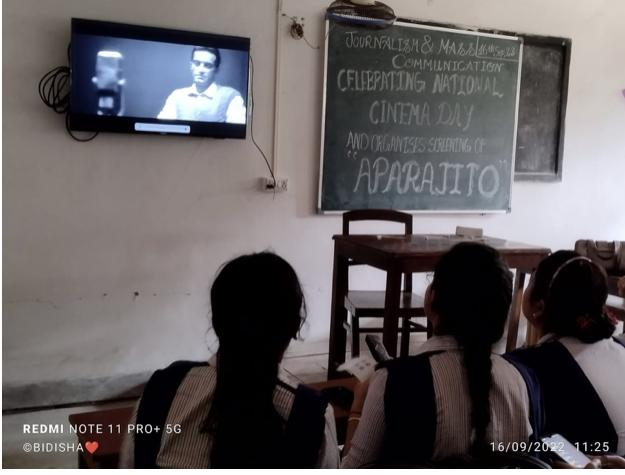 JOURNALISM & MASS
COMMUNICATION
CELEBRATING NATIONAL
CINEMA DAY
AND ORGANISES SCREENING OF
"APARAJITO"
REDMI NOTE 11 PRO+ 5G
©BIDISHA❤️
16/09/2022 11:25